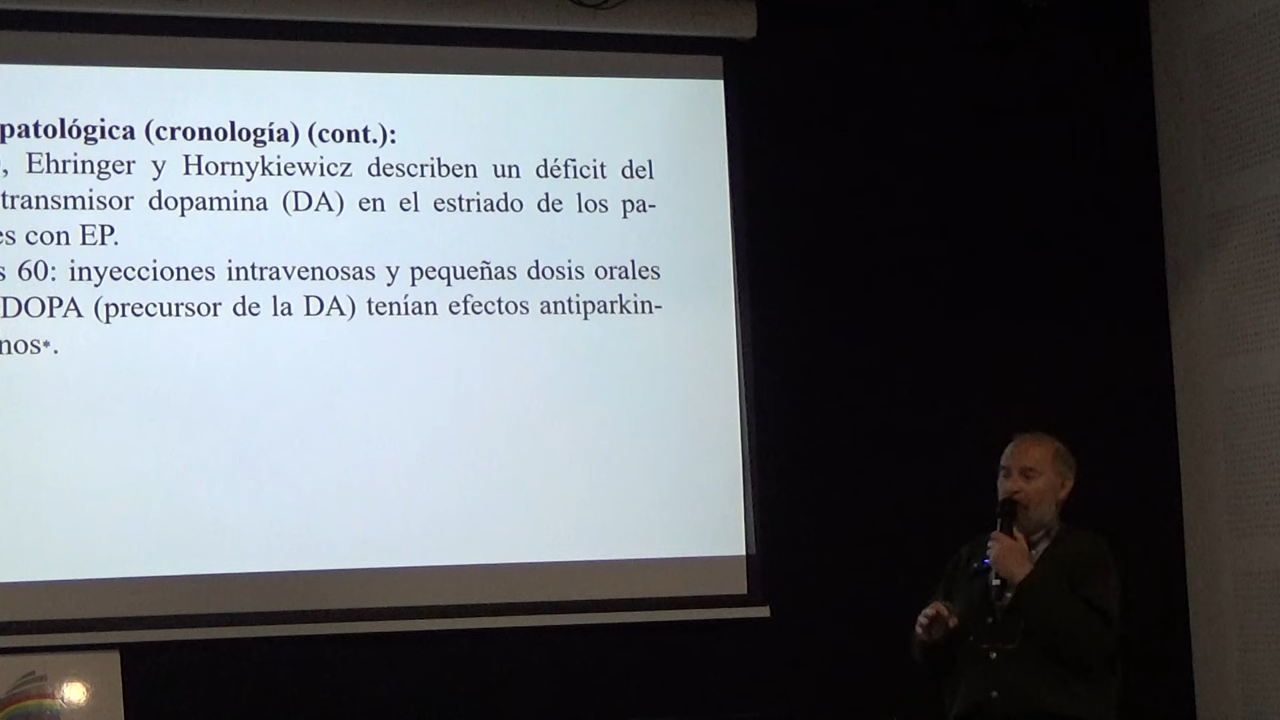 patológica (cronología) (cont.):
, Ehringer y Hornykiewicz describen un déficit del
transmisor dopamina (DA) en el estriado de los pa-
es con EP.
s 60: inyecciones intravenosas y pequeñas dosis orales
DOPA (precursor de la DA) tenían efectos antiparkin-
nos*.